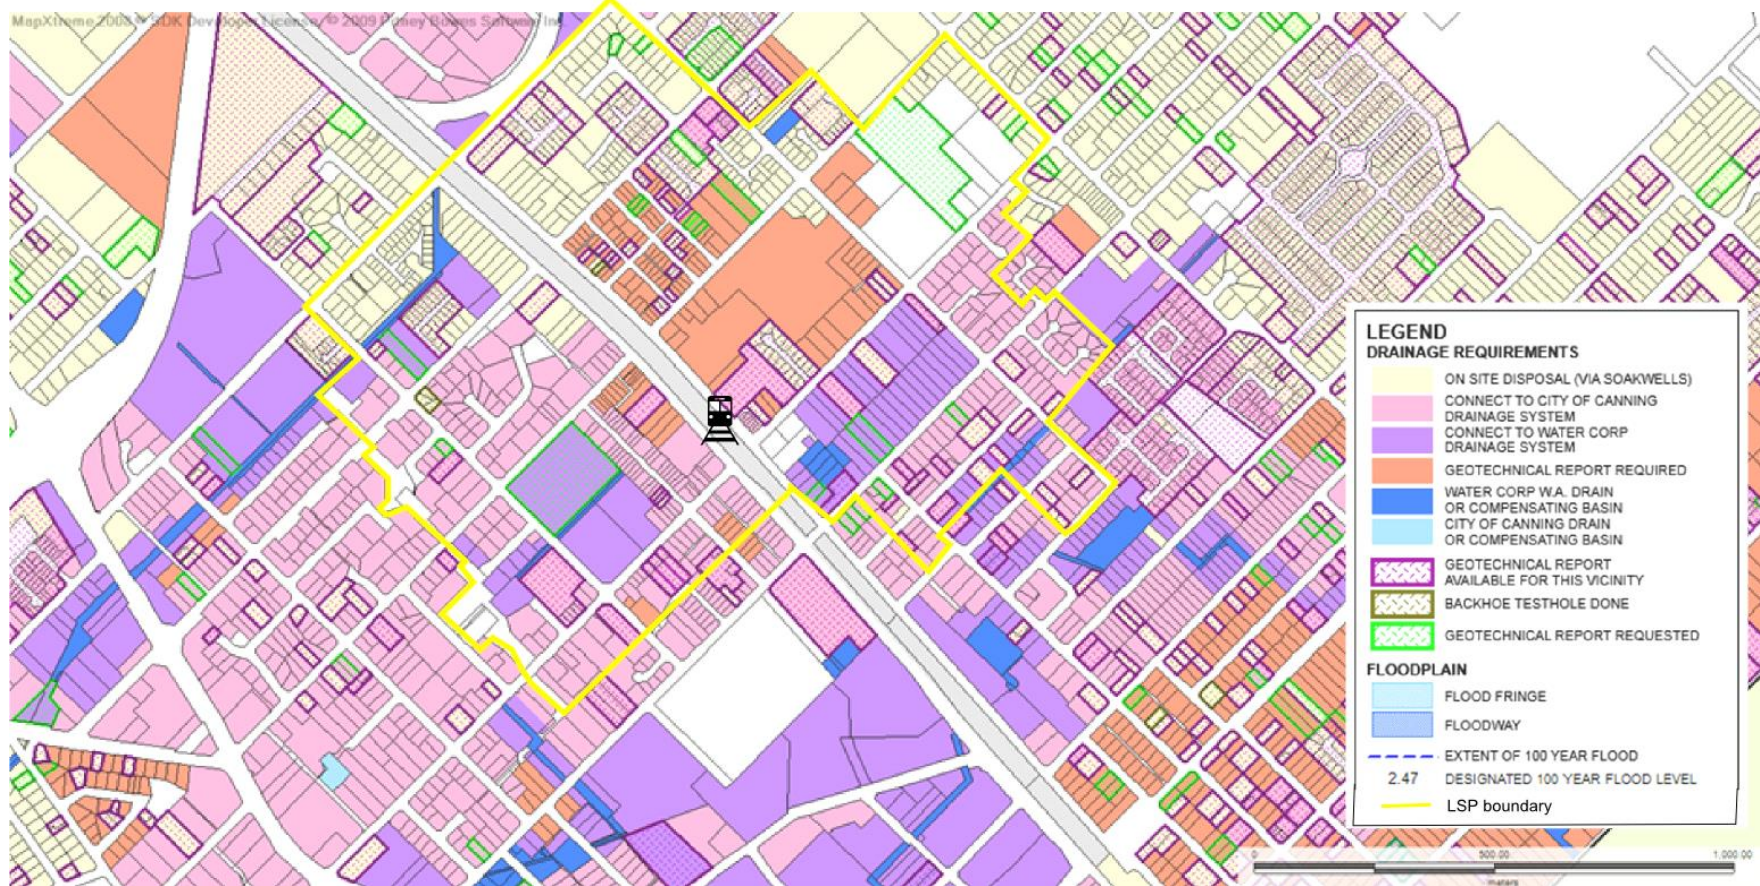 MapXtreme 2008 ® SDK Developer License/ © 2009 Pitney Bowes Software Inc
LEGEND
DRAINAGE REQUIREMENTS
ON SITE DISPOSAL (VIA SOAKWELLS)
CONNECT TO CITY OF CANNING
DRAINAGE SYSTEM
CONNECT TO WATER CORP
DRAINAGE SYSTEM
GEOTECHNICAL REPORT REQUIRED
WATER CORP W.A. DRAIN
OR COMPENSATING BASIN
CITY OF CANNING DRAIN
OR COMPENSATING BASIN
GEOTECHNICAL REPORT
AVAILABLE FOR THIS VICINITY
BACKHOE TESTHOLE DONE
GEOTECHNICAL REPORT REQUESTED
FLOODPLAIN
FLOOD FRINGE
FLOODWAY
EXTENT OF 100 YEAR FLOOD
2.47 DESIGNATED 100 YEAR FLOOD LEVEL
LSP boundary
0 500.00 1,000.00
meters